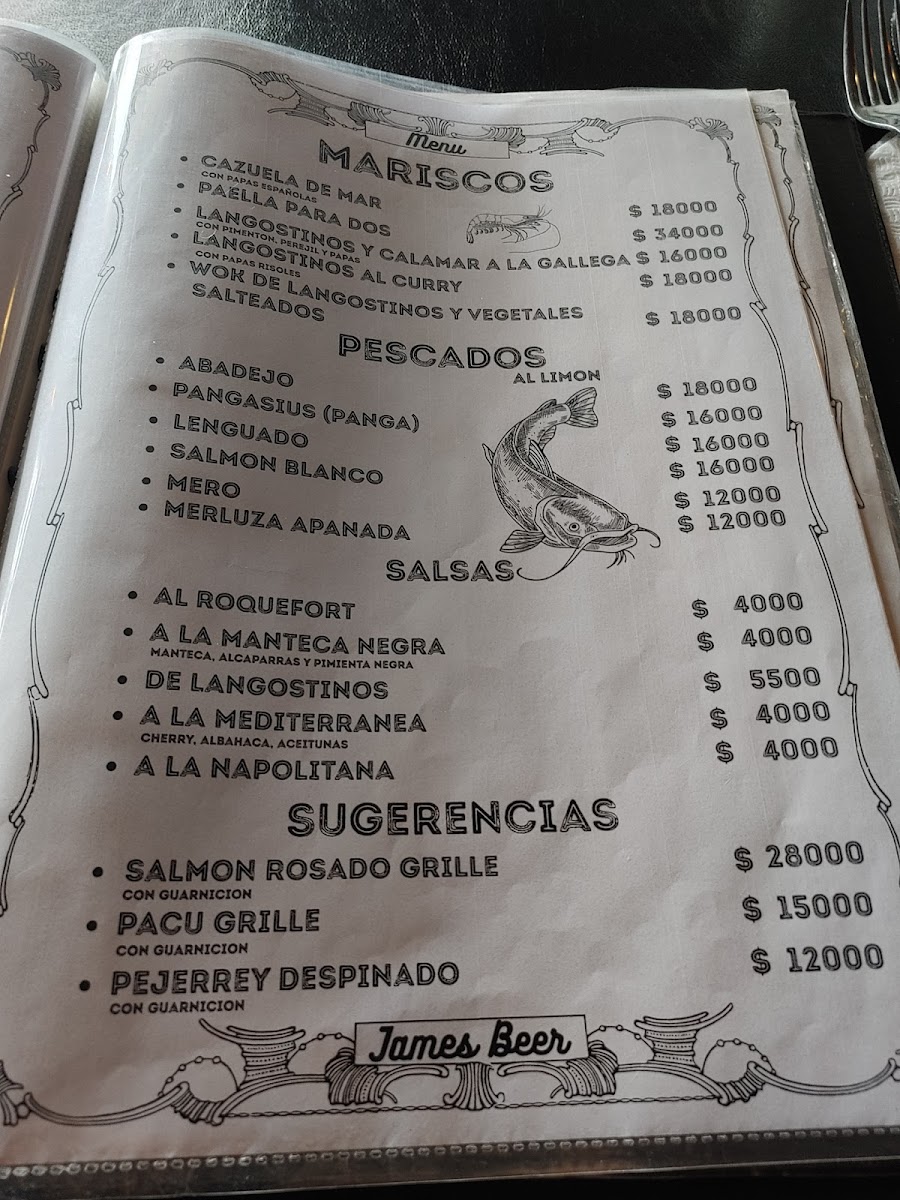 Menu
MARISCOS
• CAZUELA DE MAR $ 18000
CON PAPAS ESPAÑOLAS
• PAELLA PARA DOS $ 34000
• LANGOSTINOS Y CALAMAR A LA GALLEGA $ 16000
CON PIMENTON, PEREJIL Y PAPAS
• LANGOSTINOS AL CURRY $ 18000
CON PAPAS RISOLES
• WOK DE LANGOSTINOS Y VEGETALES
SALTEADOS $ 18000
PESCADOS
AL LIMON
• ABADEJO $ 18000
• PANGASIUS (PANGA) $ 16000
• LENGUADO $ 16000
• SALMON BLANCO $ 16000
• MERO $ 12000
• MERLUZA APANADA $ 12000
SALSAS
• AL ROQUEFORT $ 4000
• A LA MANTECA NEGRA $ 4000
MANTECA, ALCAPARRAS Y PIMIENTA NEGRA
• DE LANGOSTINOS $ 5500
• A LA MEDITERRANEA $ 4000
CHERRY, ALBAHACA, ACEITUNAS
• A LA NAPOLITANA $ 4000
SUGERENCIAS
• SALMON ROSADO GRILLE $ 28000
CON GUARNICION
• PACU GRILLE $ 15000
CON GUARNICION
• PEJERREY DESPINADO $ 12000
CON GUARNICION
James Beer